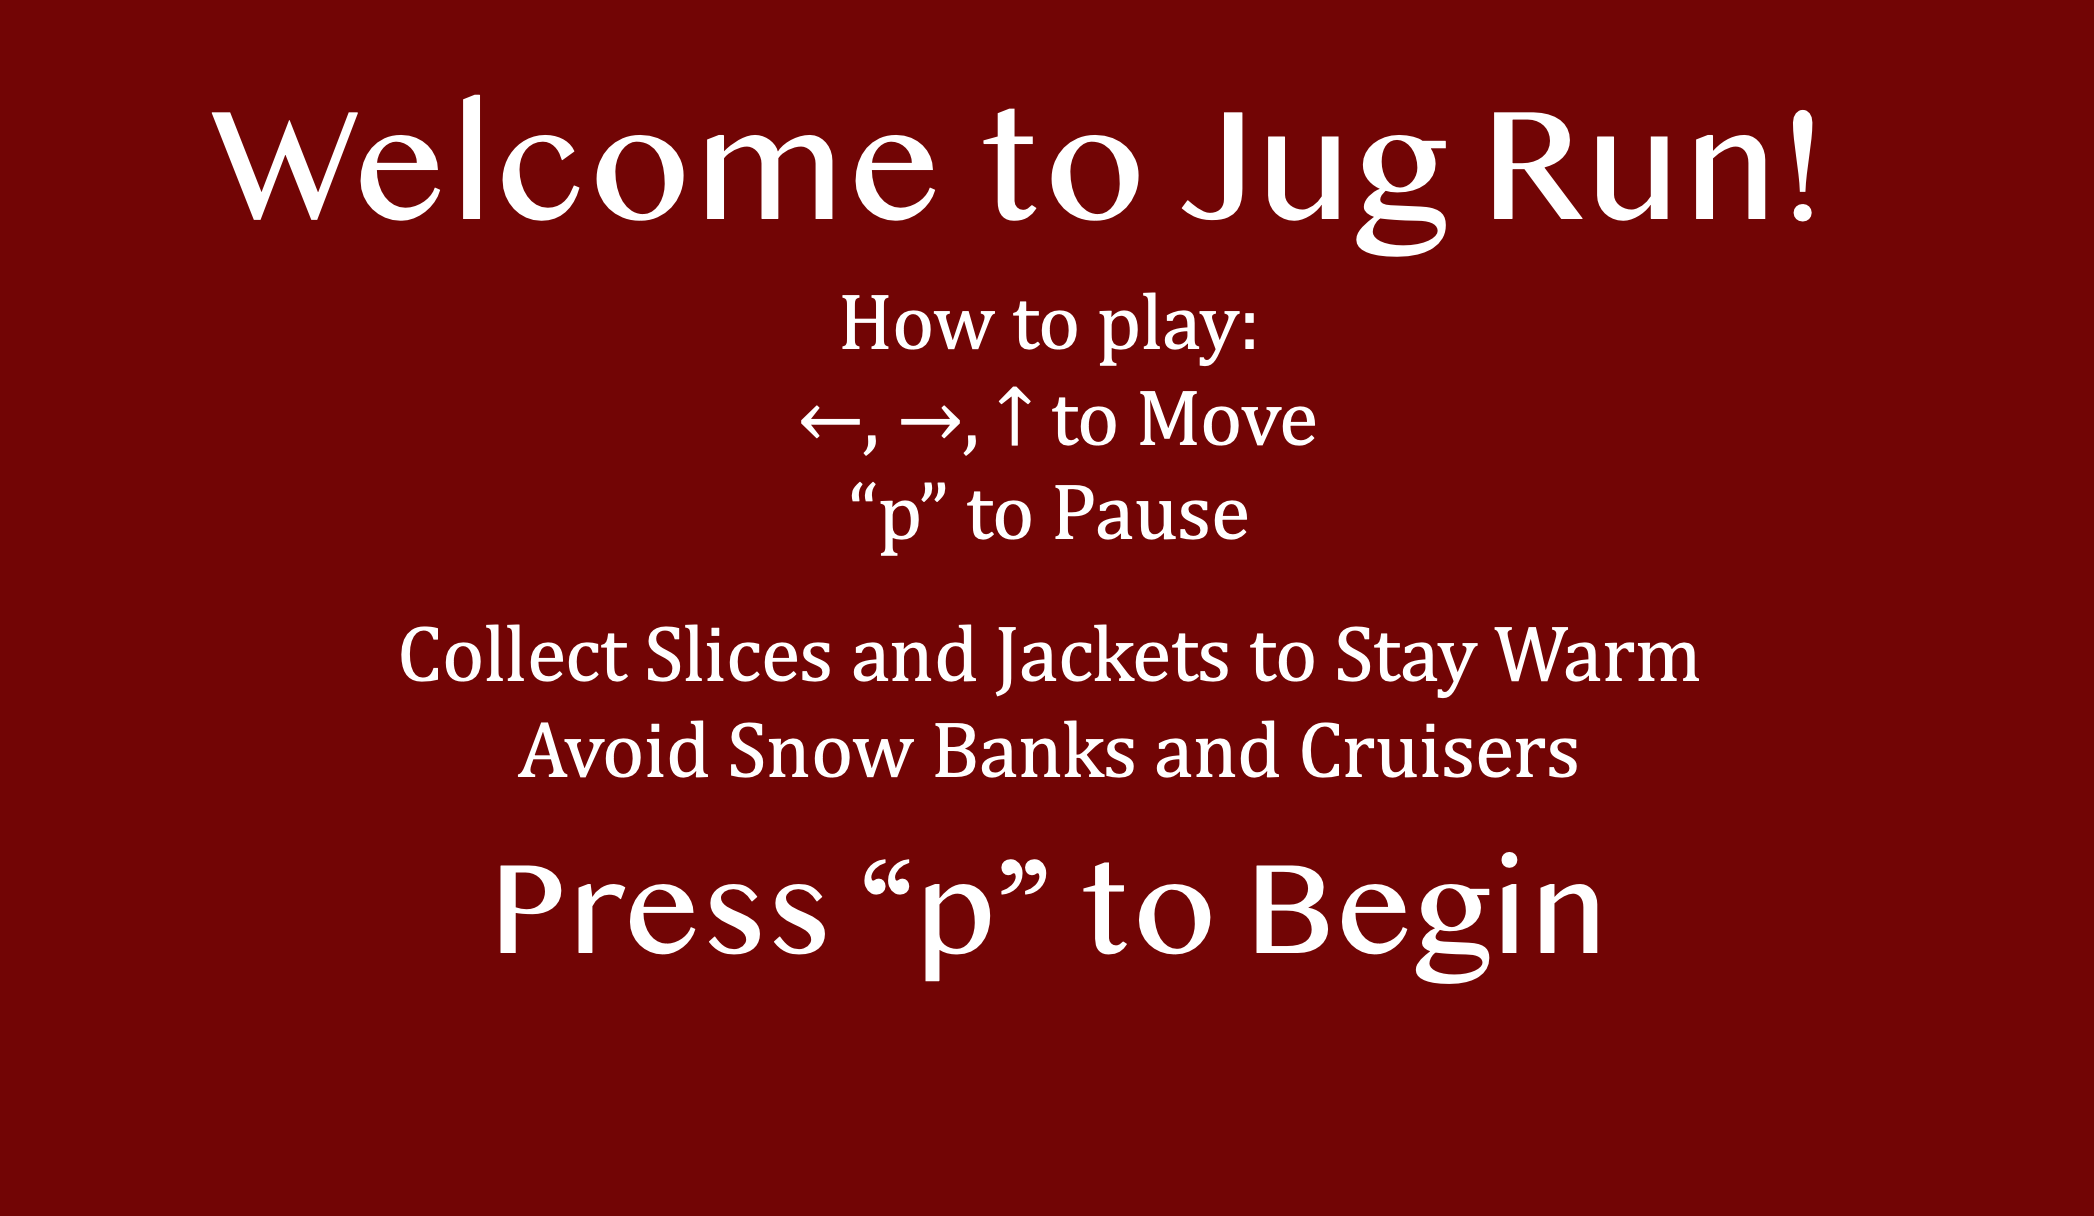 Welcome to Jug Run!
How to play:
←, →, ↑ to Move
“p” to Pause
Collect Slices and Jackets to Stay Warm
Avoid Snow Banks and Cruisers
Press “p” to Begin